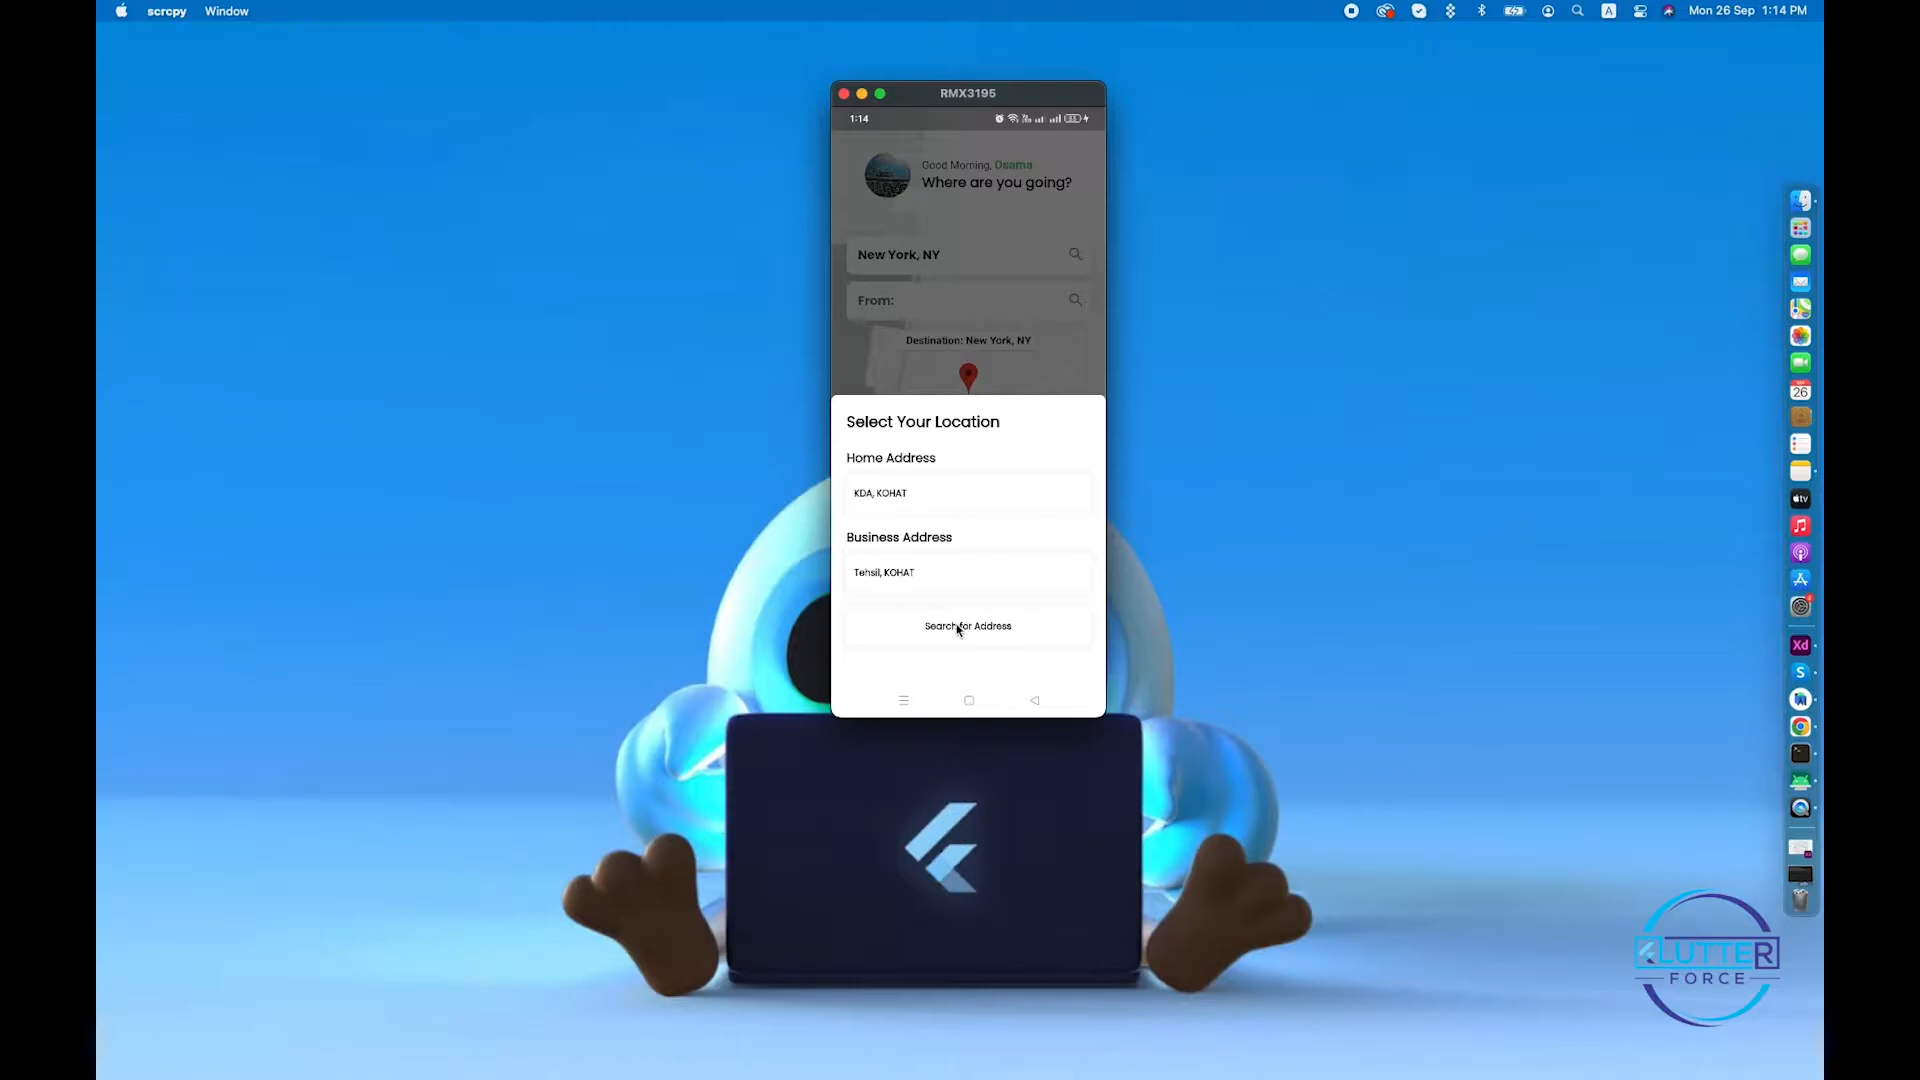 scrcpy Window
A
Mon 26 Sep 1:14 PM
RMX3195
1:14
Good Morning, Osama
Where are you going?
New York, NY
From:
Destination: New York, NY
Select Your Location
Home Address
KDA, KOHAT
Business Address
Tehsil, KOHAT
Search for Address
26
tv
Xd
S
FLUTTER
FORCE